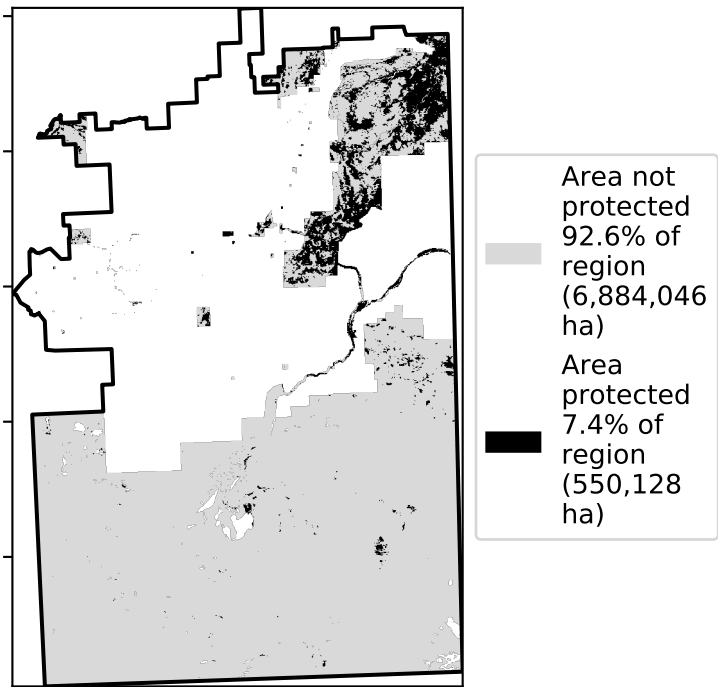 Area not
protected
92.6% of
region
(6,884,046
ha)
Area
protected
7.4% of
region
(550,128
ha)